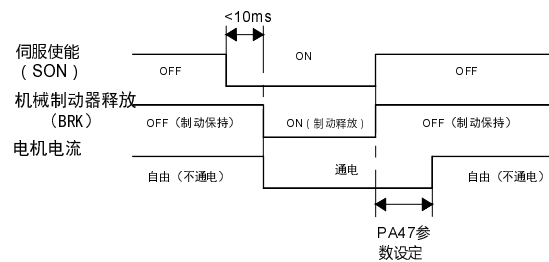 <10ms
伺服使能
（SON）
OFF
ON
OFF
机械制动器释放
（BRK）
OFF（制动保持）
ON（制动释放）
OFF（制动保持）
电机电流
自由（不通电）
通电
自由（不通电）
PA47参
数设定